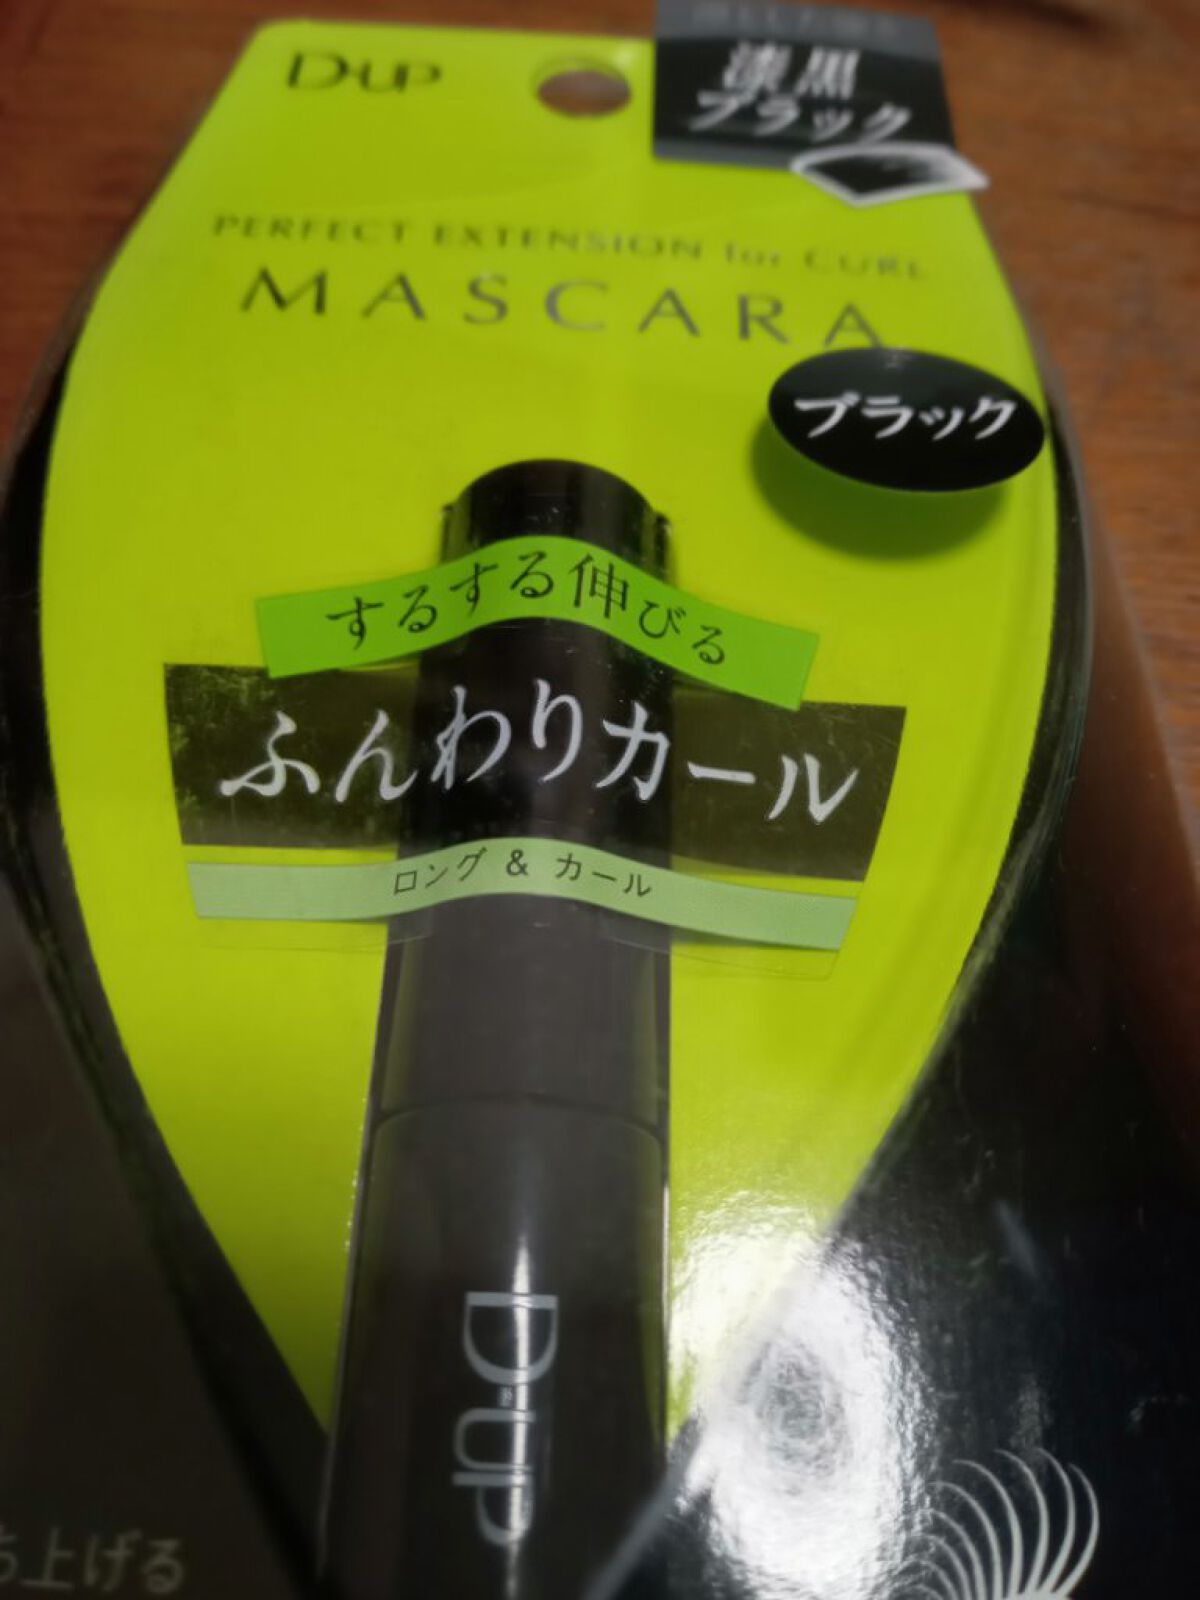 D-UP
漆黒
ブラック
PERFECT EXTENSION for CURL
MASCARA
ブラック
するする伸びる
ふんわりカール
ロング & カール
D-UP
上げる